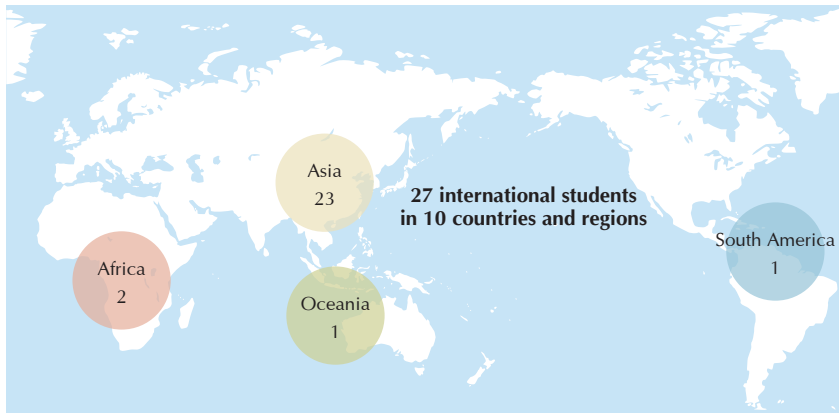 Asia
23
27 international students
in 10 countries and regions
South America
1
Africa
2
Oceania
1